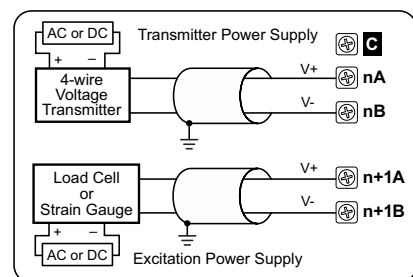 AC or DC
Transmitter Power Supply
C
+ –
4-wire
Voltage
Transmitter
V+
nA
V-
nB
Load Cell
or
Strain Gauge
V+
n+1A
V-
n+1B
+ –
AC or DC
Excitation Power Supply